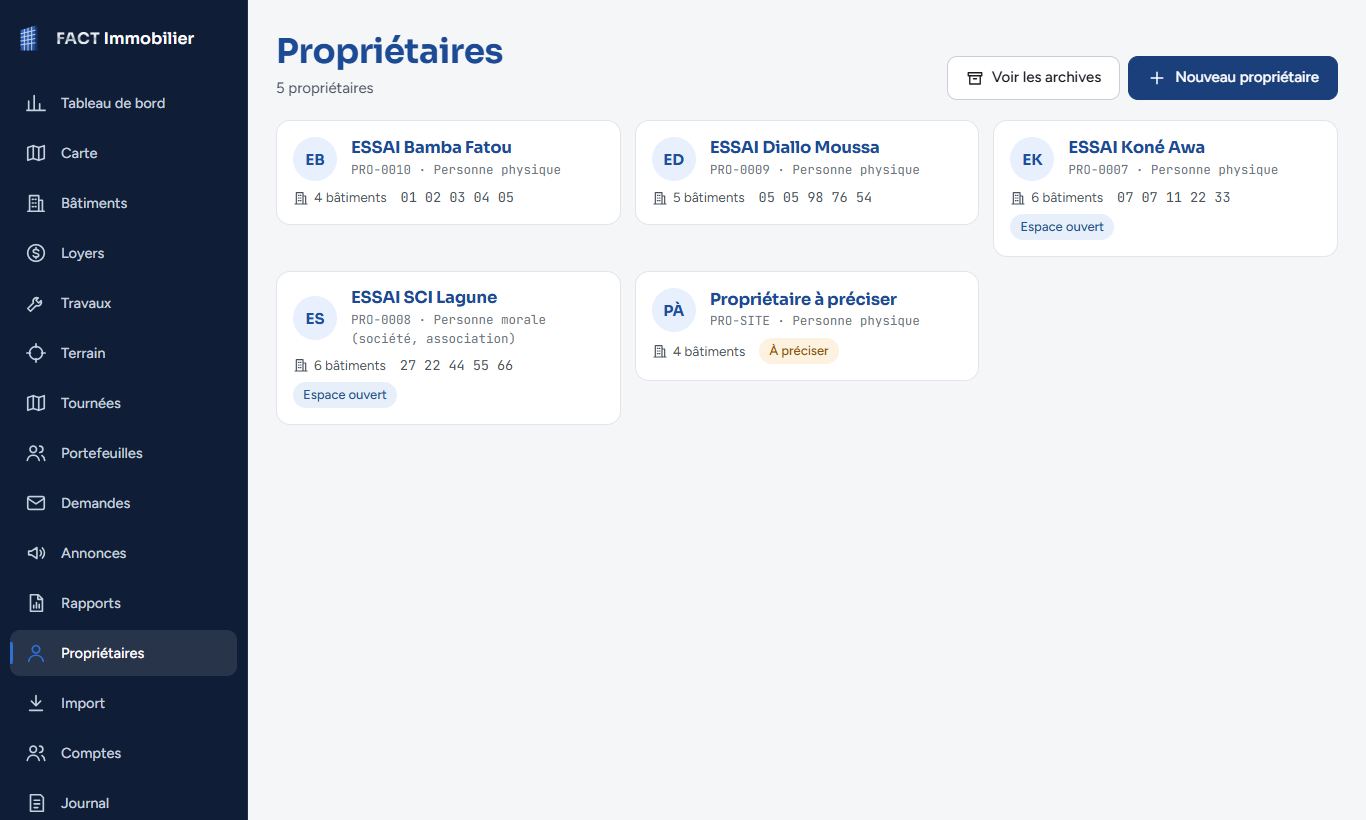 FACT Immobilier
Tableau de bord
Carte
Bâtiments
Loyers
Travaux
Terrain
Tournées
Portefeuilles
Demandes
Annonces
Rapports
Propriétaires
Import
Comptes
Journal
Propriétaires
5 propriétaires
Voir les archives
Nouveau propriétaire
EB
ESSAI Bamba Fatou
PRO-0010 · Personne physique
4 bâtiments 01 02 03 04 05
ED
ESSAI Diallo Moussa
PRO-0009 · Personne physique
5 bâtiments 05 05 98 76 54
EK
ESSAI Koné Awa
PRO-0007 · Personne physique
6 bâtiments 07 07 11 22 33
Espace ouvert
ES
ESSAI SCI Lagune
PRO-0008 · Personne morale
(société, association)
6 bâtiments 27 22 44 55 66
Espace ouvert
PÀ
Propriétaire à préciser
PRO-SITE · Personne physique
4 bâtiments À préciser